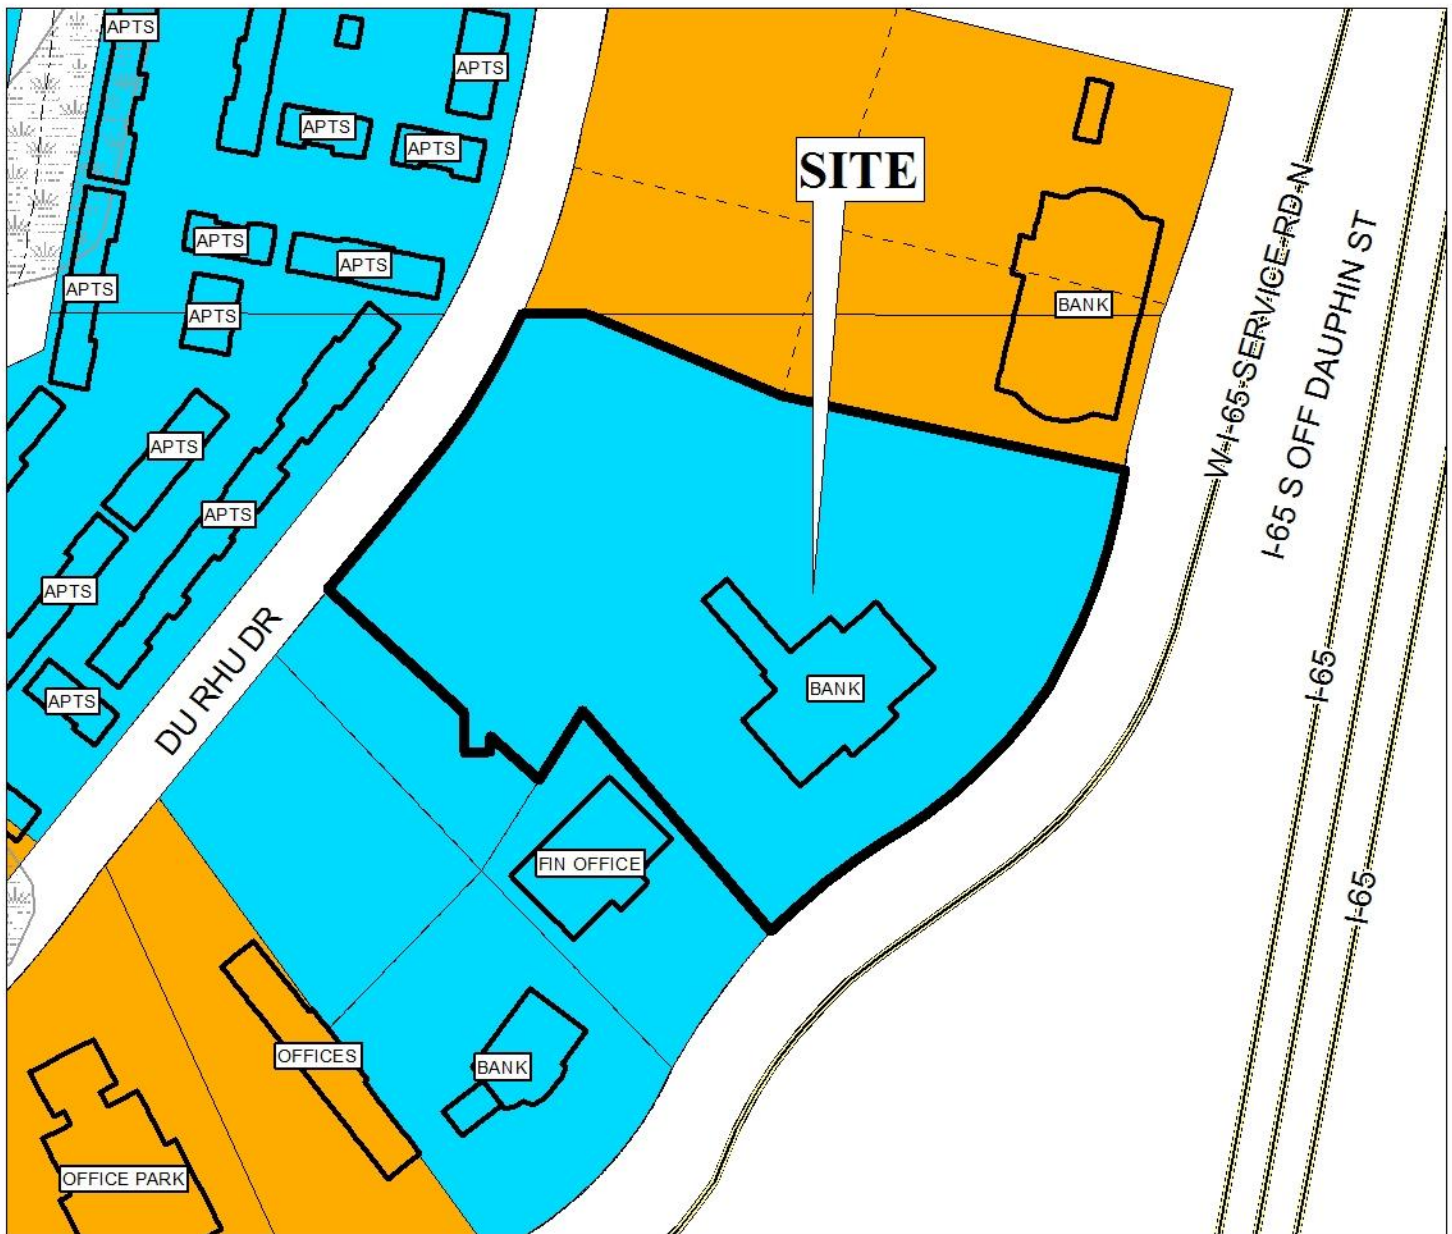 APTS
APTS
APTS
APTS
SITE
APTS
APTS
APTS
APTS
BANK
W-I-65-SERVICE-RD-N
I-65 S OFF DAUPHIN ST
APTS
APTS
APTS
DU RHU DR
I-65
BANK
APTS
FIN OFFICE
I-65
OFFICES
BANK
OFFICE PARK